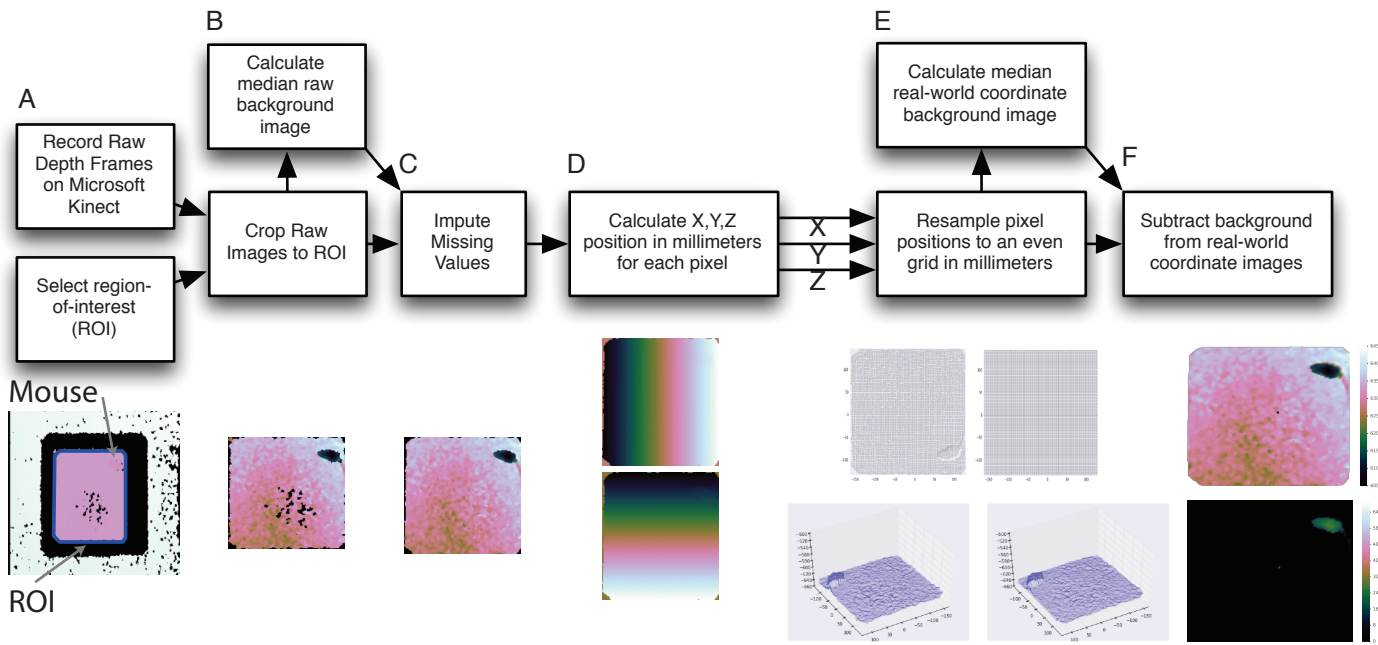 A
Record Raw
Depth Frames
on Microsoft
Kinect
Select region-
of-interest
(ROI)
B
Calculate
median raw
background
image
Crop Raw
Images to ROI
C
Impute
Missing
Values
D
Calculate X,Y,Z
position in millimeters
for each pixel
X
Y
Z
E
Calculate median
real-world coordinate
background image
Resample pixel
positions to an even
grid in millimeters
F
Subtract background
from real-world
coordinate images
Mouse
ROI